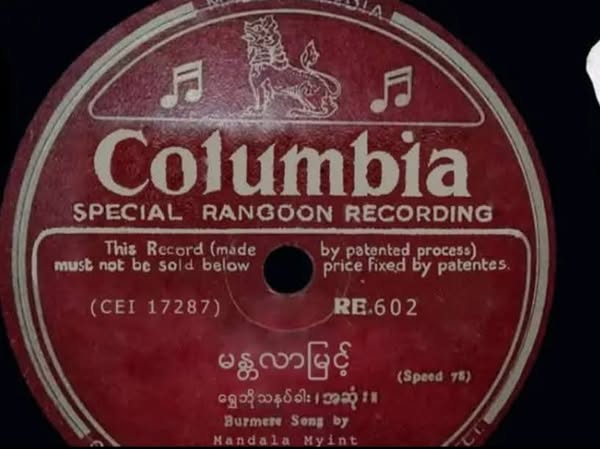 Columbia
SPECIAL RANGOON RECORDING
This Record (made by patented process)
must not be sold below price fixed by patentes.
(CEI 17287) RE.602
မန္တလာမြင့်
(Speed 78)
ရွှေဘိုသနပ်ခါး၊ အဆုံး။
Burmese Song by
Mandala Myint